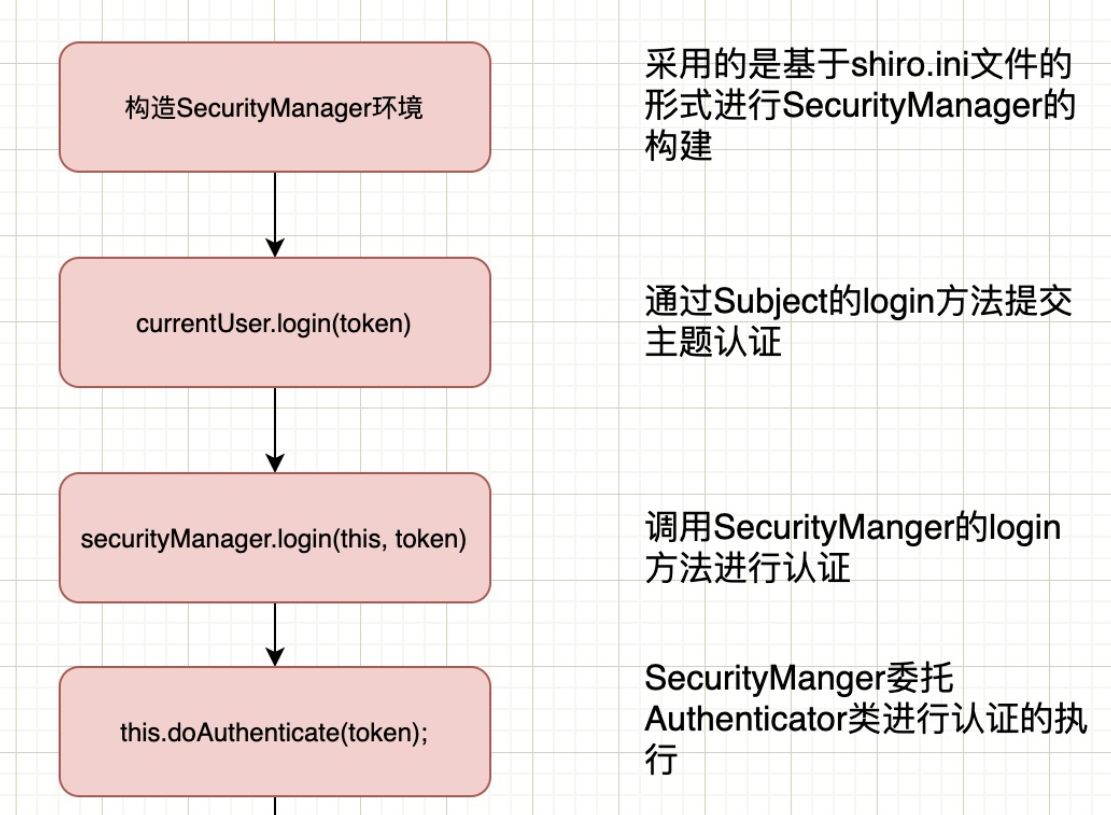 构造SecurityManager环境
采用的是基于shiro.ini文件的
形式进行SecurityManager的
构建
currentUser.login(token)
通过Subject的login方法提交
主题认证
securityManager.login(this, token)
调用SecurityManger的login
方法进行认证
this.doAuthenticate(token);
SecurityManger委托
Authenticator类进行认证的执
行